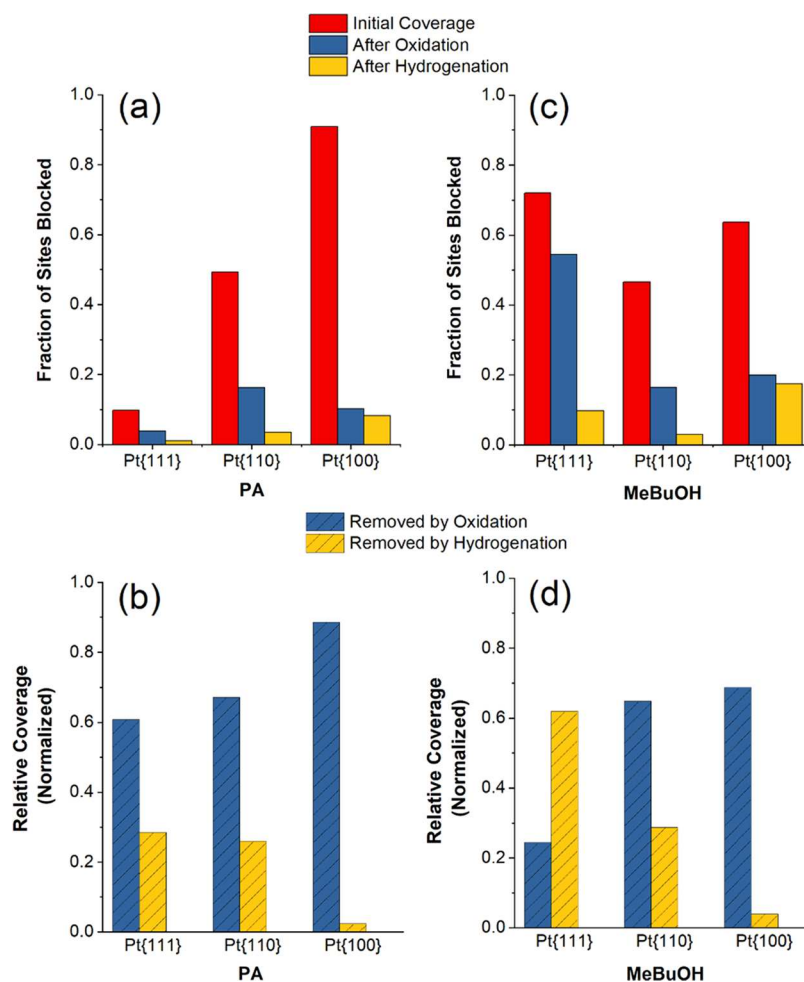 Initial Coverage
After Oxidation
After Hydrogenation
(a)
Fraction of Sites Blocked
1.0
0.8
0.6
0.4
0.2
0.0
Pt{111} Pt{110} Pt{100}
PA
(c)
Fraction of Sites Blocked
1.0
0.8
0.6
0.4
0.2
0.0
Pt{111} Pt{110} Pt{100}
MeBuOH
Removed by Oxidation
Removed by Hydrogenation
(b)
Relative Coverage
(Normalized)
1.0
0.8
0.6
0.4
0.2
0.0
Pt{111} Pt{110} Pt{100}
PA
(d)
Relative Coverage
(Normalized)
1.0
0.8
0.6
0.4
0.2
0.0
Pt{111} Pt{110} Pt{100}
MeBuOH